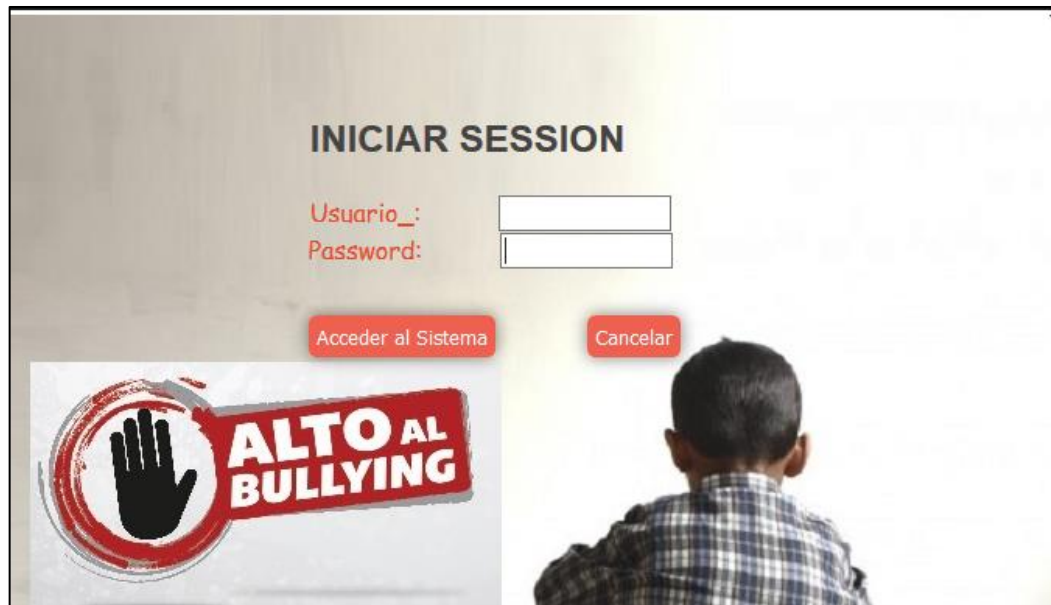 INICIAR SESSION
Usuario_:
Password:
Acceder al Sistema
Cancelar
ALTO AL
BULLYING